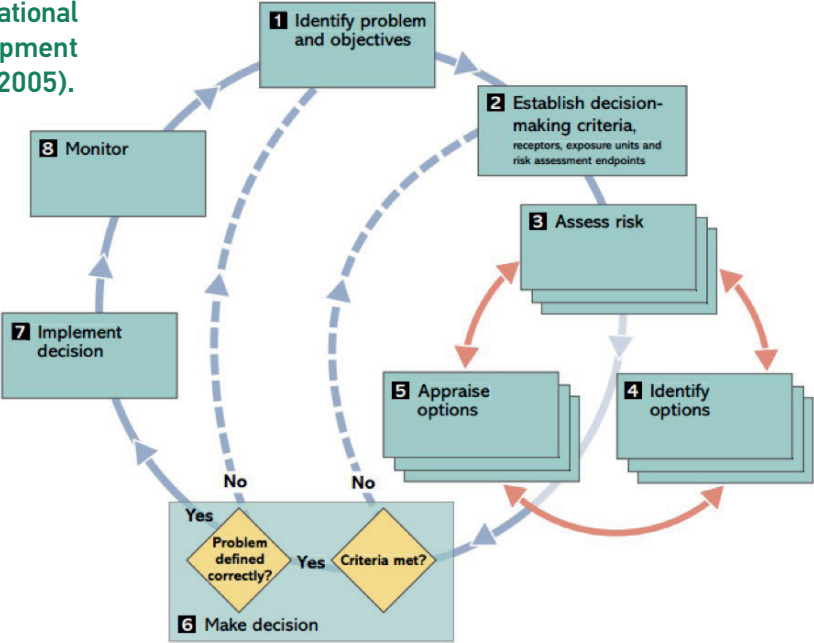 ational
pment
2005).
1 Identify problem
and objectives
2 Establish decision-
making criteria,
receptors, exposure units and
risk assessment endpoints
8 Monitor
3 Assess risk
7 Implement
decision
5 Appraise
options
4 Identify
options
No
No
Yes
Problem
defined
correctly?
Yes
Criteria met?
6 Make decision